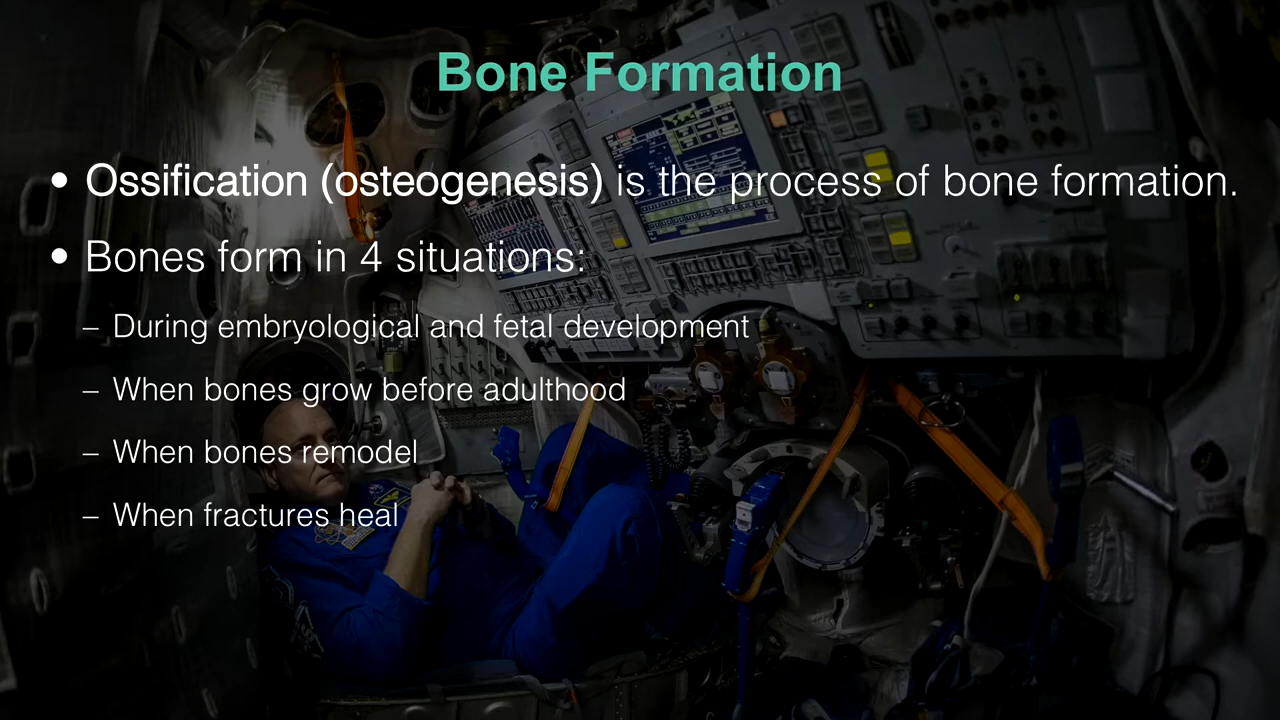 Bone Formation
• Ossification (osteogenesis) is the process of bone formation.
• Bones form in 4 situations:
– During embryological and fetal development
– When bones grow before adulthood
– When bones remodel
– When fractures heal